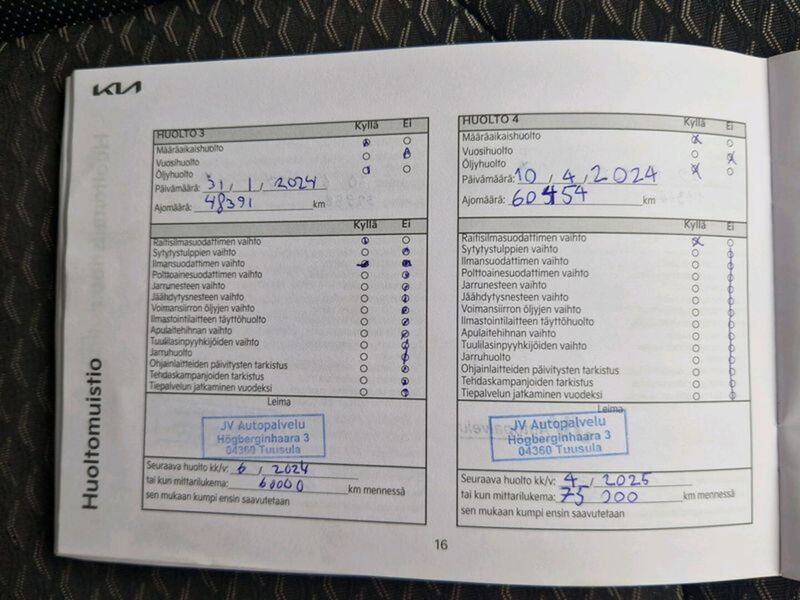 KIA
Huoltomuistio
HUOLTO 3 Kyllä Ei
Määräaikaishuolto
Vuosihuolto
Öljyhuolto
Päivämäärä: 31, 1, 2024
Ajomäärä: 48391 km
Kyllä Ei
Raitisilmasuodattimen vaihto
Sytytystulppien vaihto
Ilmansuodattimen vaihto
Polttoainesuodattimen vaihto
Jarrunesteen vaihto
Jäähdytysnesteen vaihto
Voimansiirron öljyjen vaihto
Ilmastointilaitteen täyttöhuolto
Apulaitehihnan vaihto
Tuulilasinpyyhkijöiden vaihto
Jarruhuolto
Ohjainlaitteiden päivitysten tarkistus
Tehdaskampanjoiden tarkistus
Tiepalvelun jatkaminen vuodeksi
Leima
JV Autopalvelu
Högberginhaara 3
04360 Tuusula
Seuraava huolto kk/v: 6, 2024
tai kun mittarilukema: 60000 km mennessä
sen mukaan kumpi ensin saavutetaan
HUOLTO 4 Kyllä Ei
Määräaikaishuolto
Vuosihuolto
Öljyhuolto
Päivämäärä: 10, 4, 2024
Ajomäärä: 60454 km
Kyllä Ei
Raitisilmasuodattimen vaihto
Sytytystulppien vaihto
Ilmansuodattimen vaihto
Polttoainesuodattimen vaihto
Jarrunesteen vaihto
Jäähdytysnesteen vaihto
Voimansiirron öljyjen vaihto
Ilmastointilaitteen täyttöhuolto
Apulaitehihnan vaihto
Tuulilasinpyyhkijöiden vaihto
Jarruhuolto
Ohjainlaitteiden päivitysten tarkistus
Tehdaskampanjoiden tarkistus
Tiepalvelun jatkaminen vuodeksi
Leima
JV Autopalvelu
Högberginhaara 3
04360 Tuusula
Seuraava huolto kk/v: 4, 2025
tai kun mittarilukema: 75 000 km mennessä
sen mukaan kumpi ensin saavutetaan
16